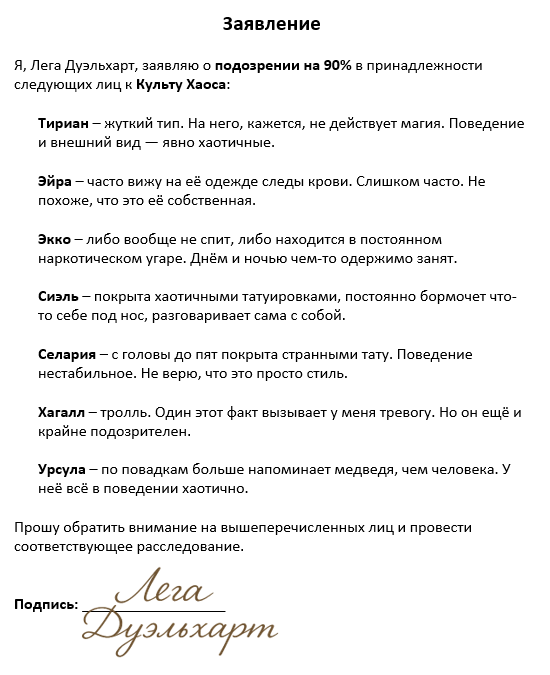 Заявление
Я, Лега Дуэльхарт, заявляю о подозрении на 90% в принадлежности
следующих лиц к Культу Хаоса:
Тириан – жуткий тип. На него, кажется, не действует магия. Поведение
и внешний вид — явно хаотичные.
Эйра – часто вижу на её одежде следы крови. Слишком часто. Не
похоже, что это её собственная.
Экко – либо вообще не спит, либо находится в постоянном
наркотическом угаре. Днём и ночью чем-то одержимо занят.
Сиэль – покрыта хаотичными татуировками, постоянно бормочет что-
то себе под нос, разговаривает сама с собой.
Селария – с головы до пят покрыта странными тату. Поведение
нестабильное. Не верю, что это просто стиль.
Хагалл – тролль. Один этот факт вызывает у меня тревогу. Но он ещё и
крайне подозрителен.
Урсула – по повадкам больше напоминает медведя, чем человека. У
неё всё в поведении хаотично.
Прошу обратить внимание на вышеперечисленных лиц и провести
соответствующее расследование.
Подпись: Лега
Дуэльхарт